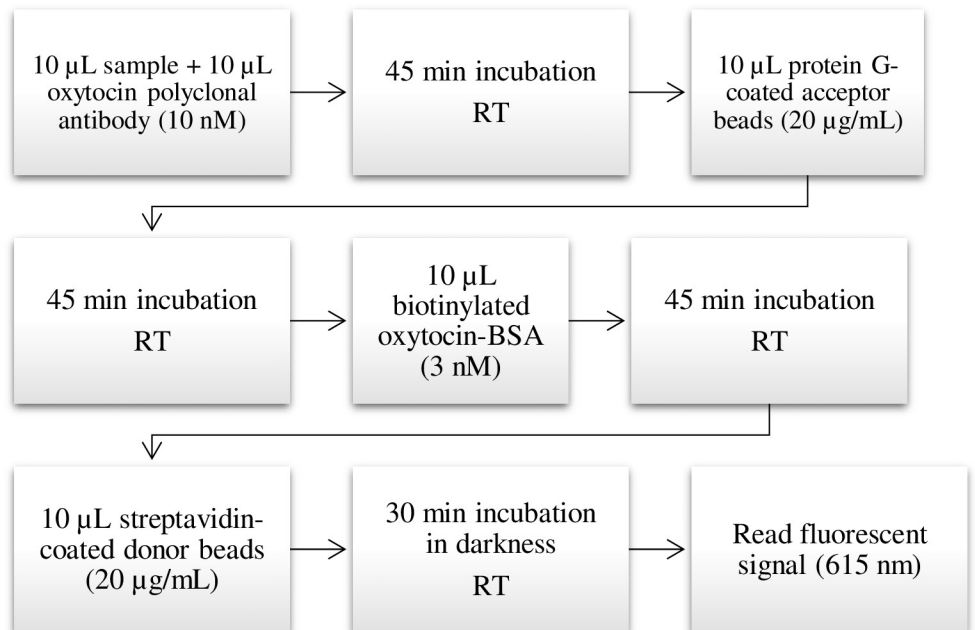 10 µL sample + 10 µL
oxytocin polyclonal
antibody (10 nM)
45 min incubation
RT
10 µL protein G-
coated acceptor
beads (20 µg/mL)
45 min incubation
RT
10 µL
biotinylated
oxytocin-BSA
(3 nM)
45 min incubation
RT
10 µL streptavidin-
coated donor beads
(20 µg/mL)
30 min incubation
in darkness
RT
Read fluorescent
signal (615 nm)